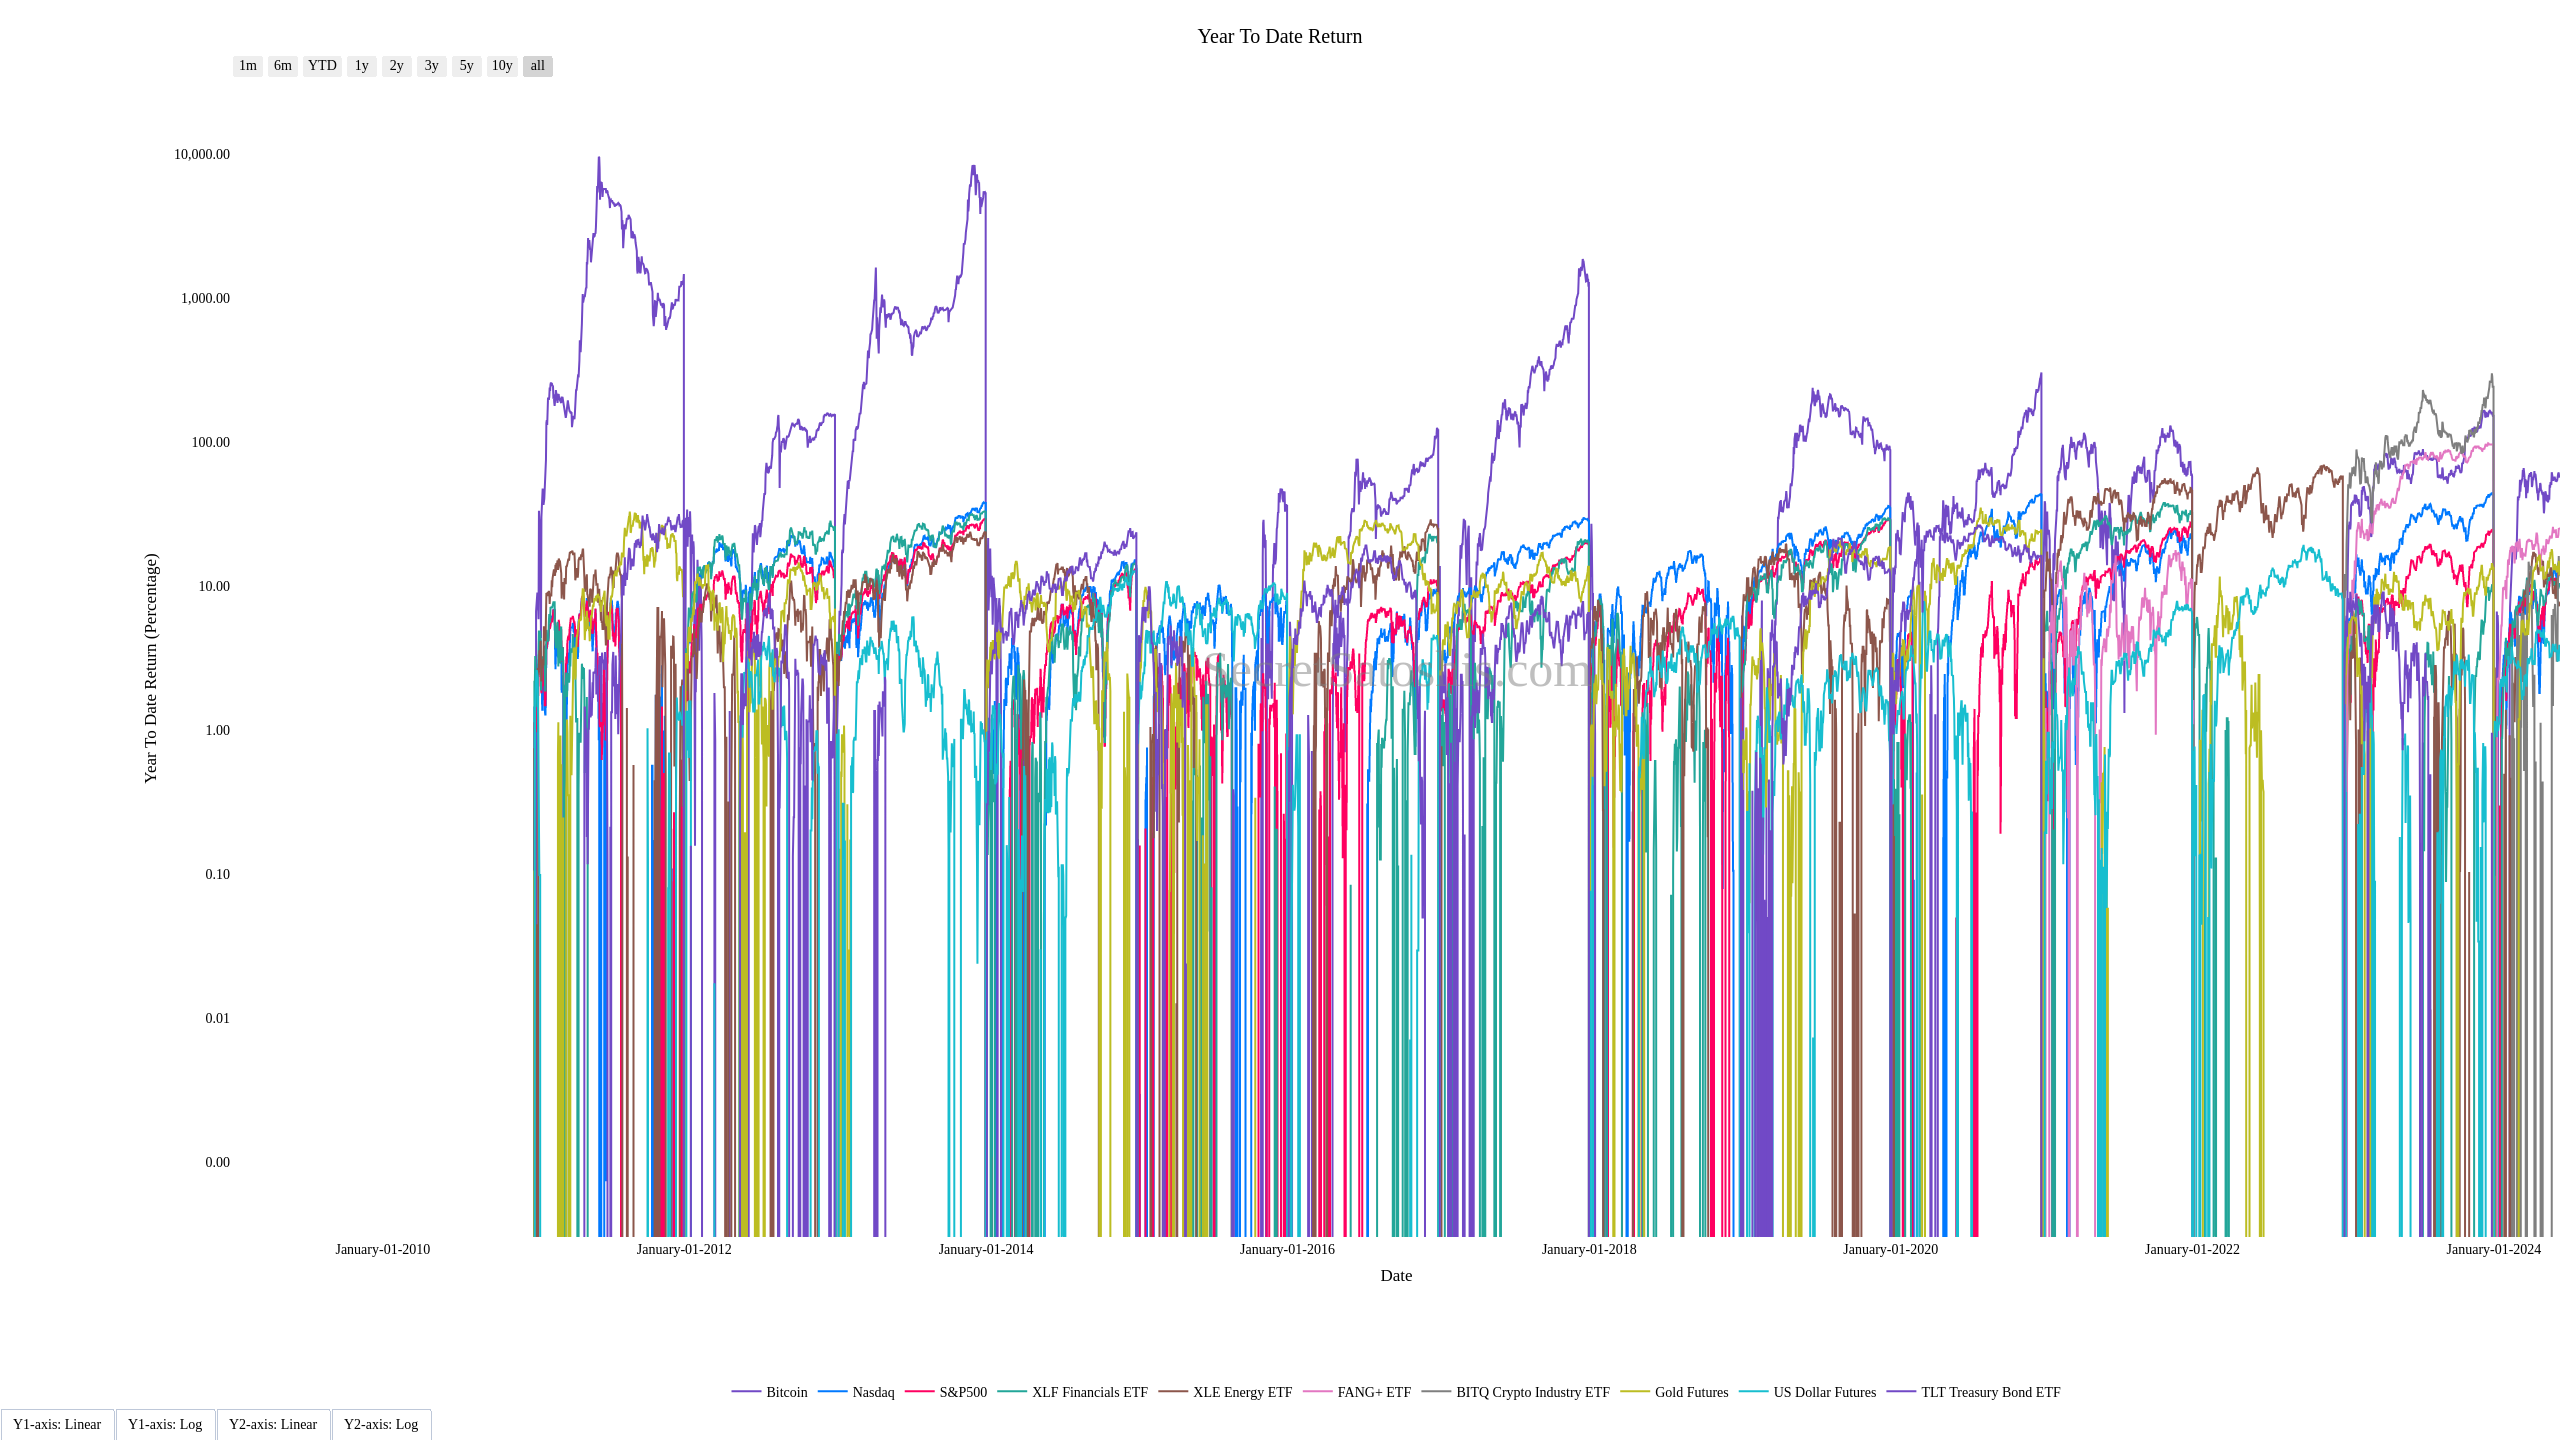 Year To Date Return
1m 6m YTD 1y 2y 3y 5y 10y all
10,000.00
1,000.00
100.00
10.00
1.00
0.10
0.01
0.00
Year To Date Return (Percentage)
SecretSatoshis.com
January-01-2010 January-01-2012 January-01-2014 January-01-2016 January-01-2018 January-01-2020 January-01-2022 January-01-2024
Date
Bitcoin Nasdaq S&P500 XLF Financials ETF XLE Energy ETF FANG+ ETF BITQ Crypto Industry ETF Gold Futures US Dollar Futures TLT Treasury Bond ETF
Y1-axis: Linear Y1-axis: Log Y2-axis: Linear Y2-axis: Log